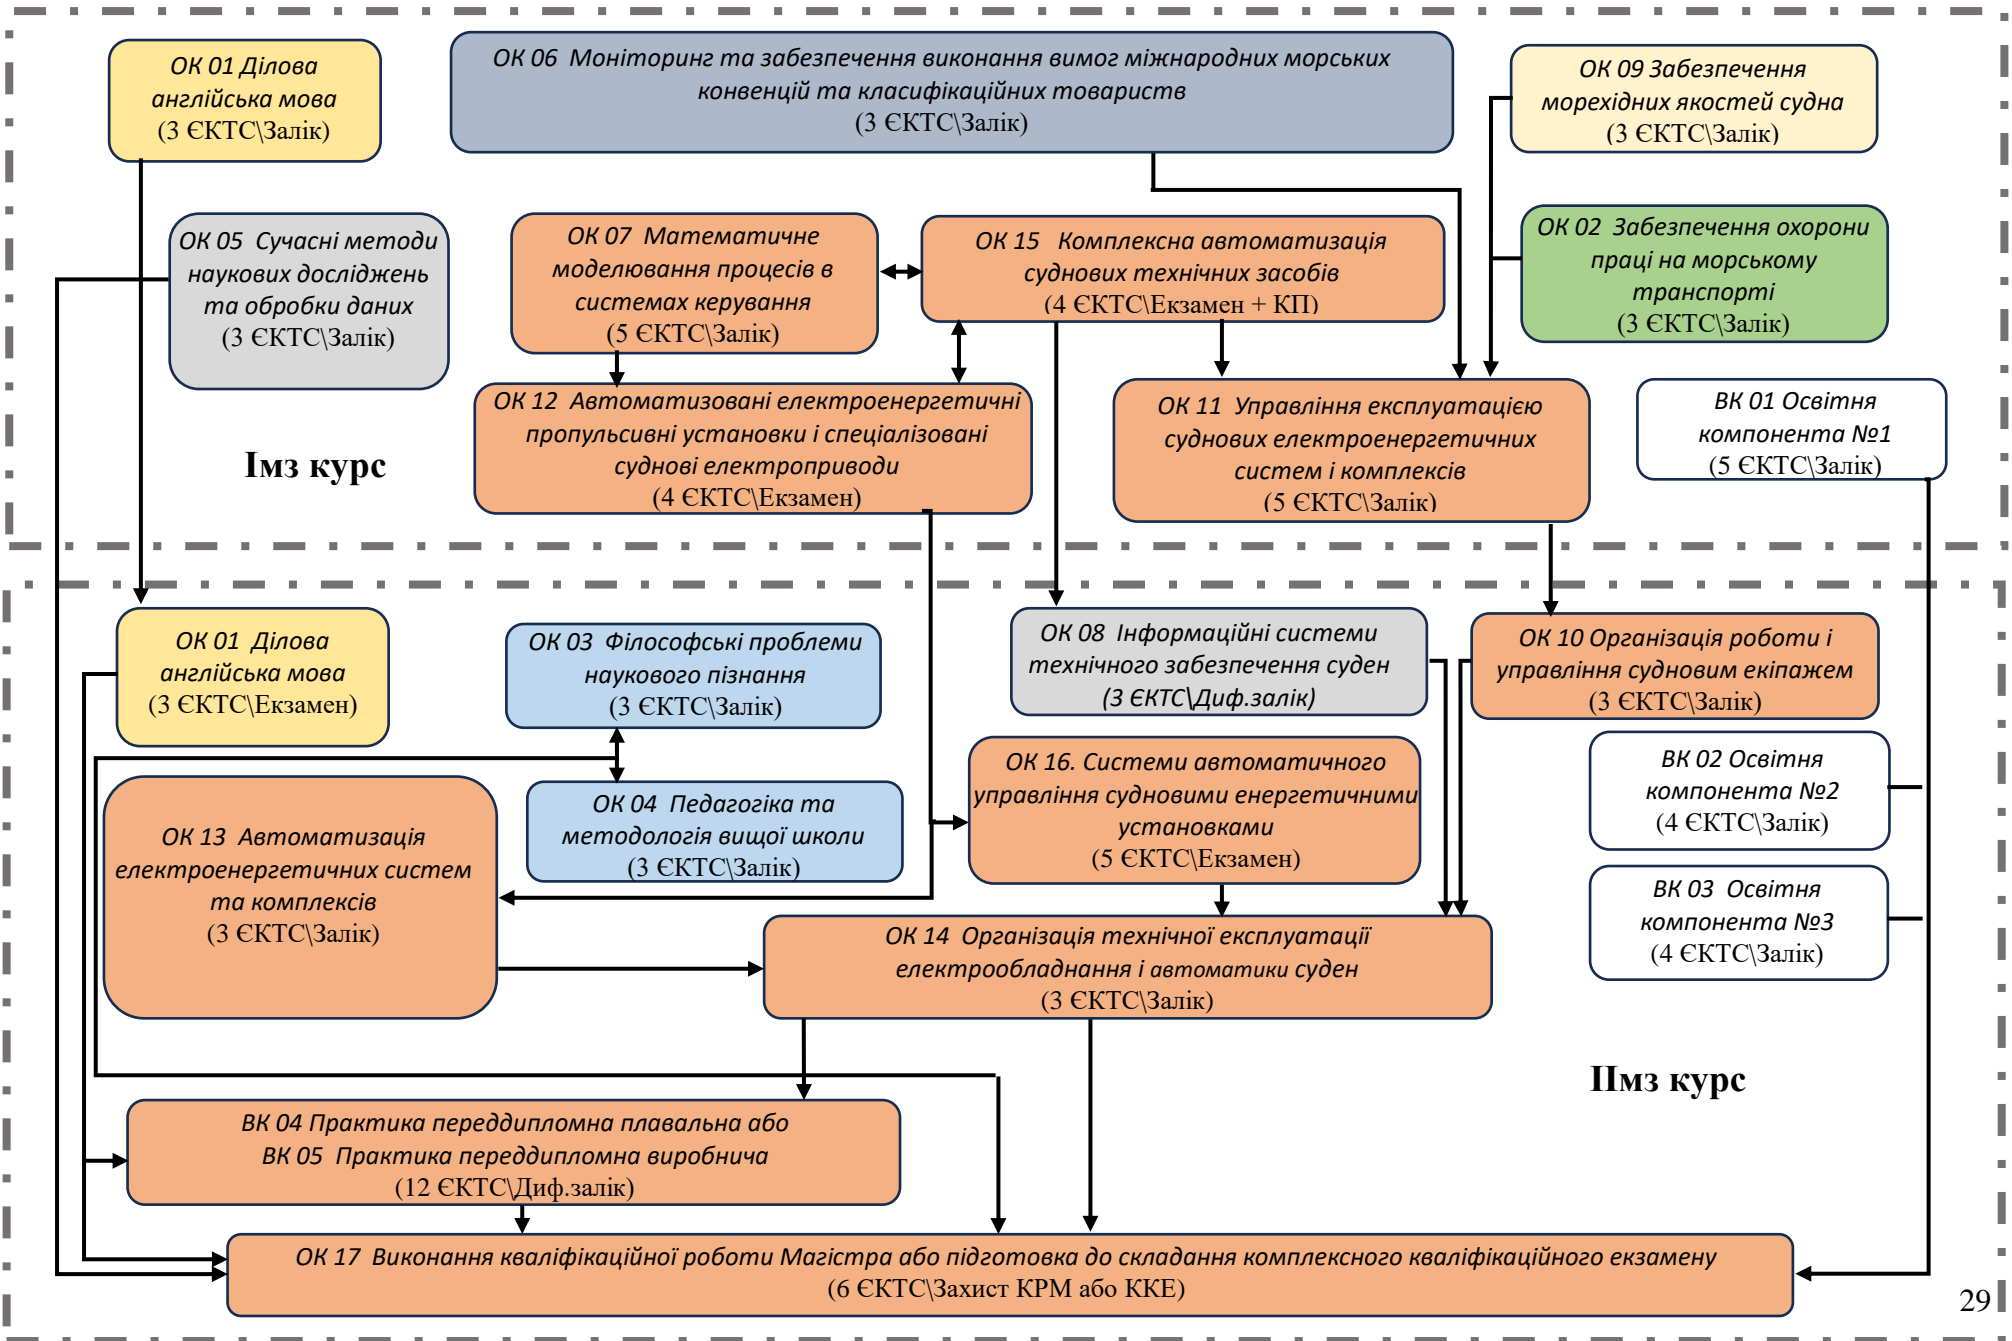 ОК 01 Ділова
англійська мова
(3 ЄКТС\Залік)
ОК 06 Моніторинг та забезпечення виконання вимог міжнародних морських
конвенцій та класифікаційних товариств
(3 ЄКТС\Залік)
ОК 09 Забезпечення
морехідних якостей судна
(3 ЄКТС\Залік)
ОК 05 Сучасні методи
наукових досліджень
та обробки даних
(3 ЄКТС\Залік)
ОК 07 Математичне
моделювання процесів в
системах керування
(5 ЄКТС\Залік)
ОК 15 Комплексна автоматизація
суднових технічних засобів
(4 ЄКТС\Екзамен + КП)
ОК 02 Забезпечення охорони
праці на морському
транспорті
(3 ЄКТС\Залік)
ОК 12 Автоматизовані електроенергетичні
пропульсивні установки і спеціалізовані
суднові електроприводи
(4 ЄКТС\Екзамен)
ОК 11 Управління експлуатацією
суднових електроенергетичних
систем і комплексів
(5 ЄКТС\Залік)
ВК 01 Освітня
компонента №1
(5 ЄКТС\Залік)
Імз курс
ОК 01 Ділова
англійська мова
(3 ЄКТС\Екзамен)
ОК 03 Філософські проблеми
наукового пізнання
(3 ЄКТС\Залік)
ОК 08 Інформаційні системи
технічного забезпечення суден
(3 ЄКТС\Диф.залік)
ОК 10 Організація роботи і
управління судновим екіпажем
(3 ЄКТС\Залік)
ОК 13 Автоматизація
електроенергетичних систем
та комплексів
(3 ЄКТС\Залік)
ОК 04 Педагогіка та
методологія вищої школи
(3 ЄКТС\Залік)
ОК 16. Системи автоматичного
управління судновими енергетичними
установками
(5 ЄКТС\Екзамен)
ВК 02 Освітня
компонента №2
(4 ЄКТС\Залік)
ВК 03 Освітня
компонента №3
(4 ЄКТС\Залік)
ОК 14 Організація технічної експлуатації
електрообладнання і автоматики суден
(3 ЄКТС\Залік)
ІІмз курс
ВК 04 Практика переддипломна плавальна або
ВК 05 Практика переддипломна виробнича
(12 ЄКТС\Диф.залік)
ОК 17 Виконання кваліфікаційної роботи Магістра або підготовка до складання комплексного кваліфікаційного екзамену
(6 ЄКТС\Захист КРМ або ККЕ)
29